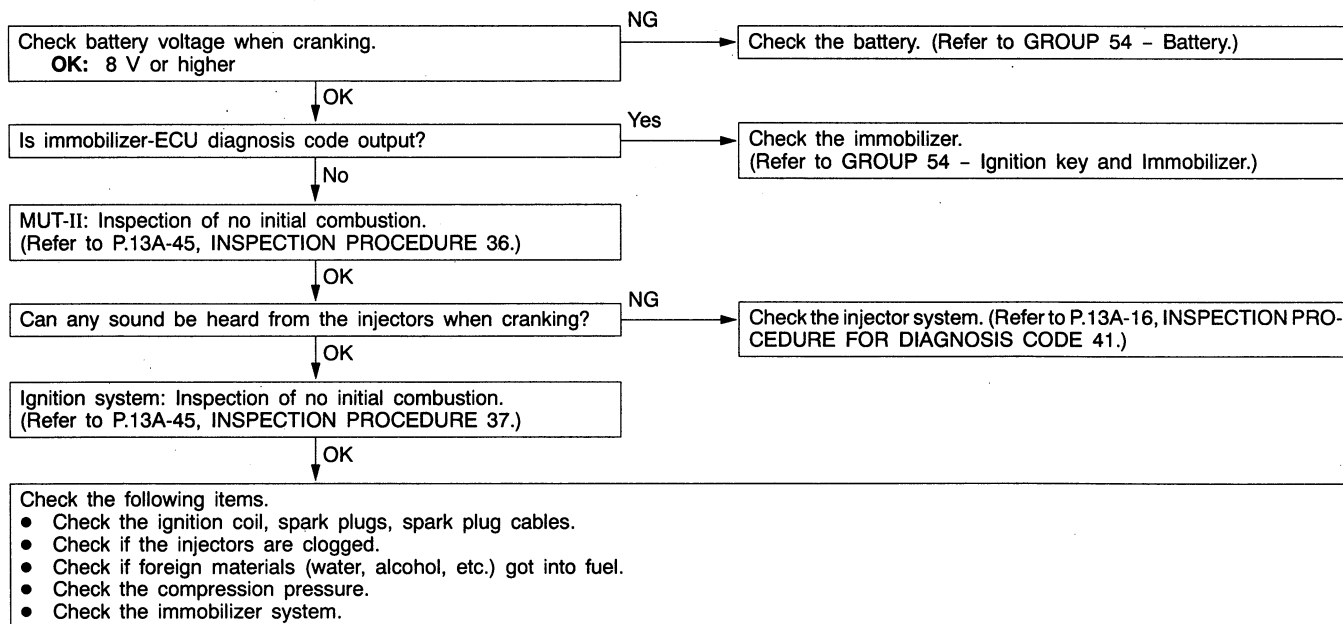 Check battery voltage when cranking.
OK: 8 V or higher
NG
Check the battery. (Refer to GROUP 54 – Battery.)
OK
Is immobilizer-ECU diagnosis code output?
Yes
Check the immobilizer.
(Refer to GROUP 54 – Ignition key and Immobilizer.)
No
MUT-II: Inspection of no initial combustion.
(Refer to P.13A-45, INSPECTION PROCEDURE 36.)
OK
Can any sound be heard from the injectors when cranking?
NG
Check the injector system. (Refer to P.13A-16, INSPECTION PRO-
CEDURE FOR DIAGNOSIS CODE 41.)
OK
Ignition system: Inspection of no initial combustion.
(Refer to P.13A-45, INSPECTION PROCEDURE 37.)
OK
Check the following items.
● Check the ignition coil, spark plugs, spark plug cables.
● Check if the injectors are clogged.
● Check if foreign materials (water, alcohol, etc.) got into fuel.
● Check the compression pressure.
● Check the immobilizer system.